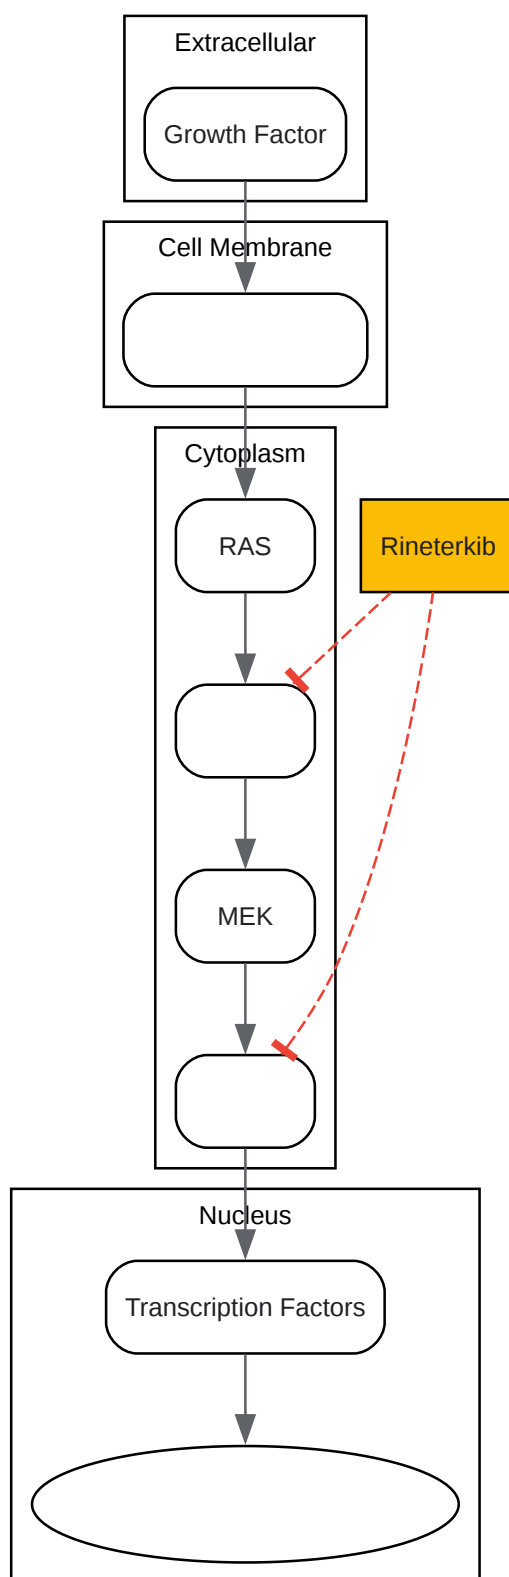 Extracellular
Growth Factor
Cell Membrane
Cytoplasm
RAS
Rineterkib
MEK
Nucleus
Transcription Factors